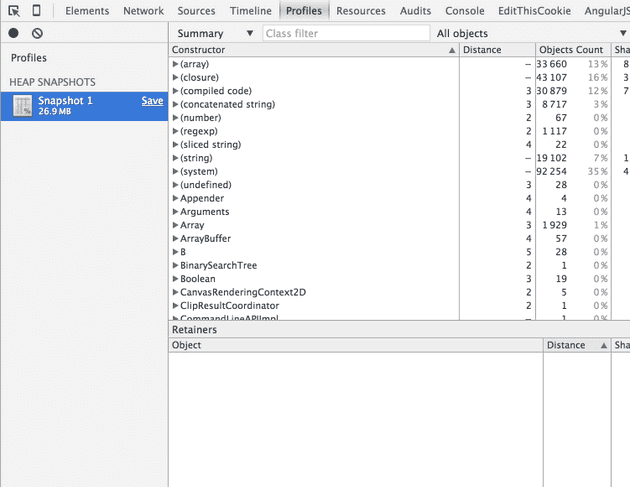 Elements Network Sources Timeline Profiles Resources Audits Console EditThisCookie AngularJS
Summary ▼ Class filter All objects ▼
Profiles
HEAP SNAPSHOTS
Snapshot 1 Save
26.9 MB
Constructor ▲ Distance Objects Count Sha
▶(array) – 33 660 13 % 8
▶(closure) – 43 107 16 % 3
▶(compiled code) 3 30 879 12 % 7
▶(concatenated string) 3 8 717 3 %
▶(number) 2 67 0 %
▶(regexp) 2 1 117 0 %
▶(sliced string) 4 22 0 %
▶(string) – 19 102 7 % 1
▶(system) – 92 254 35 % 4
▶(undefined) 3 28 0 %
▶Appender 4 4 0 %
▶Arguments 4 13 0 %
▶Array 3 1 929 1 %
▶ArrayBuffer 4 57 0 %
▶B 5 28 0 %
▶BinarySearchTree 2 1 0 %
▶Boolean 3 19 0 %
▶CanvasRenderingContext2D 2 5 0 %
▶ClipResultCoordinator 2 1 0 %
▶CommandLineAPIImpl – 1 0 %
Retainers
Object Distance ▲ Sha